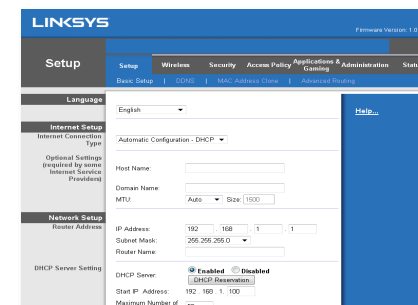 LINKSYS
Firmware Version: 1.0
Setup
Setup Wireless Security Access Policy Applications & Gaming Administration Statu
Basic Setup | DDNS | MAC Address Clone | Advanced Routing
Language
English
Help...
Internet Setup
Internet Connection
Type
Automatic Configuration - DHCP
Optional Settings
(required by some
Internet Service
Providers)
Host Name:
Domain Name:
MTU: Auto Size: 1500
Network Setup
Router Address
IP Address: 192 . 168 . 1 . 1
Subnet Mask: 255.255.255.0
Router Name:
DHCP Server Setting
DHCP Server: Enabled Disabled
DHCP Reservation
Start IP Address: 192 . 168 . 1 . 100
Maximum Number of